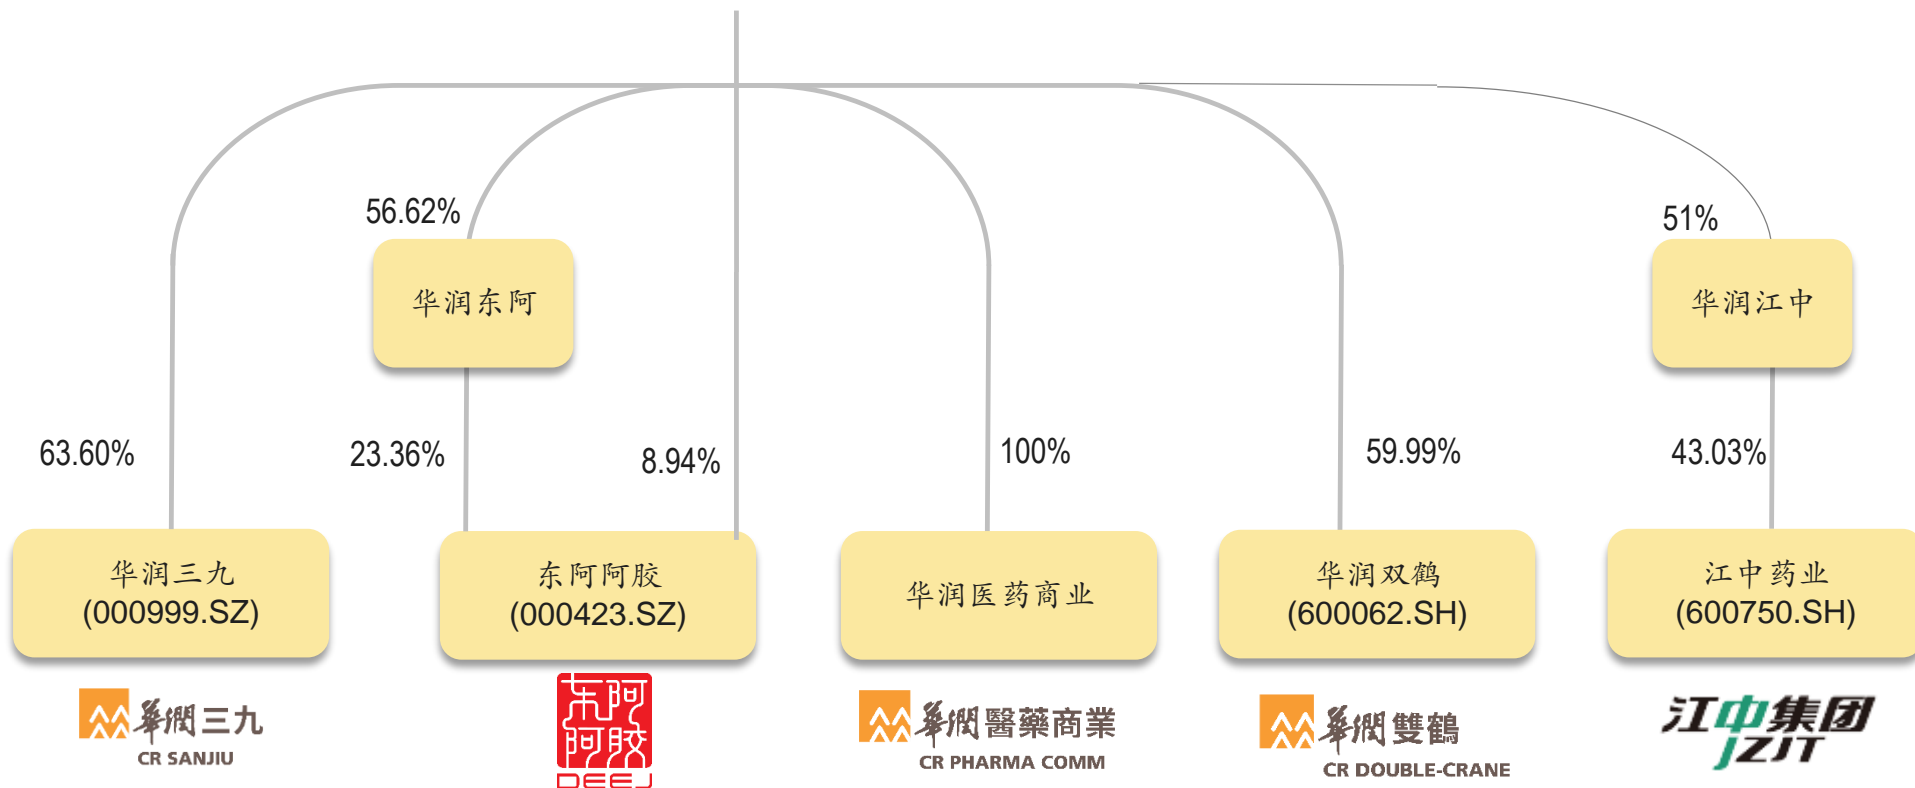 56.62%
51%
华润东阿
华润江中
63.60%
23.36%
8.94%
100%
59.99%
43.03%
华润三九
(000999.SZ)
东阿阿胶
(000423.SZ)
华润医药商业
华润双鹤
(600062.SH)
江中药业
(600750.SH)
華潤三九
CR SANJIU
东阿
阿胶
DEEJ
華潤醫藥商業
CR PHARMA COMM
華潤雙鶴
CR DOUBLE-CRANE
江中集团
JZJT